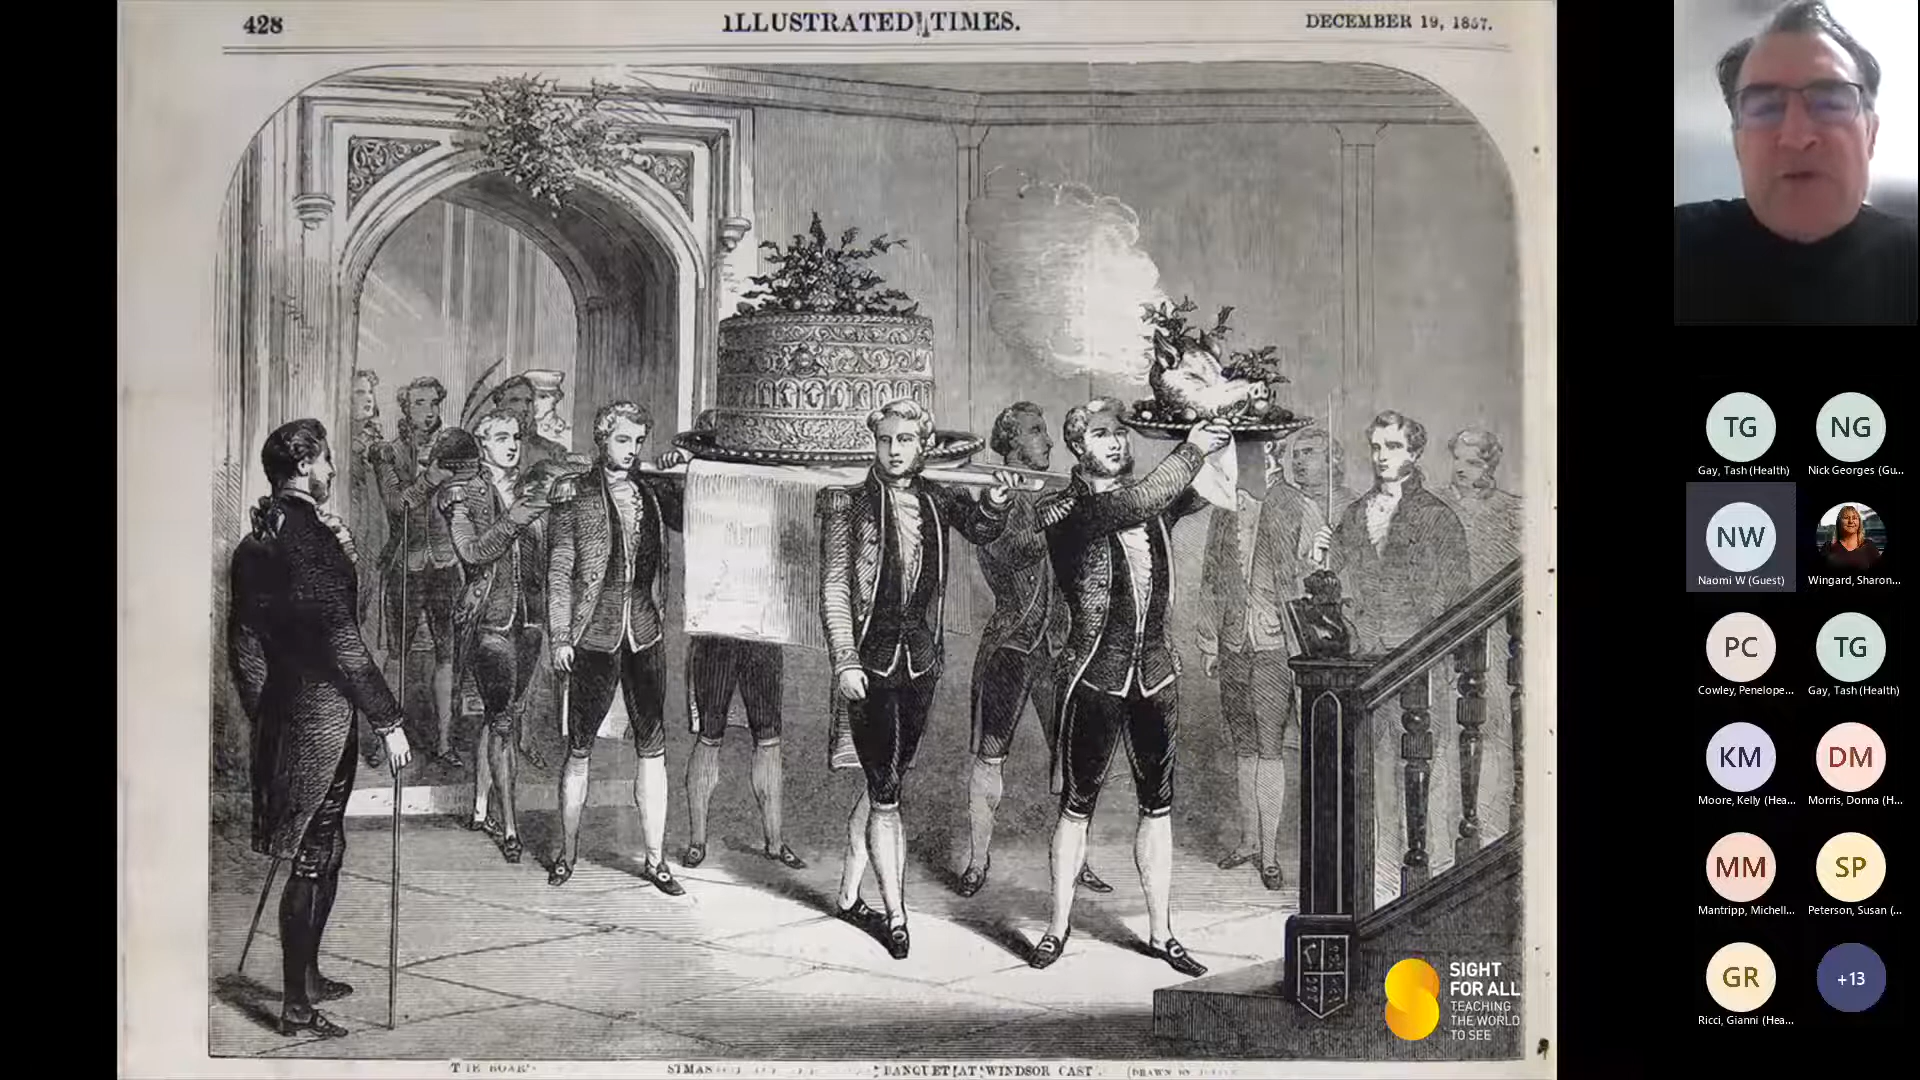 428
ILLUSTRATED TIMES.
DECEMBER 19, 1857.
BANQUET AT WINDSOR CAST
SIGHT
FOR ALL
TEACHING
THE WORLD
TO SEE
TG
Gay, Tash (Health)
NG
Nick Georges (Gu...
NW
Naomi W (Guest)
Wingard, Sharon...
PC
Cowley, Penelope...
TG
Gay, Tash (Health)
KM
Moore, Kelly (Hea...
DM
Morris, Donna (H...
MM
Mantripp, Michell...
SP
Peterson, Susan (...
GR
Ricci, Gianni (Hea...
+13